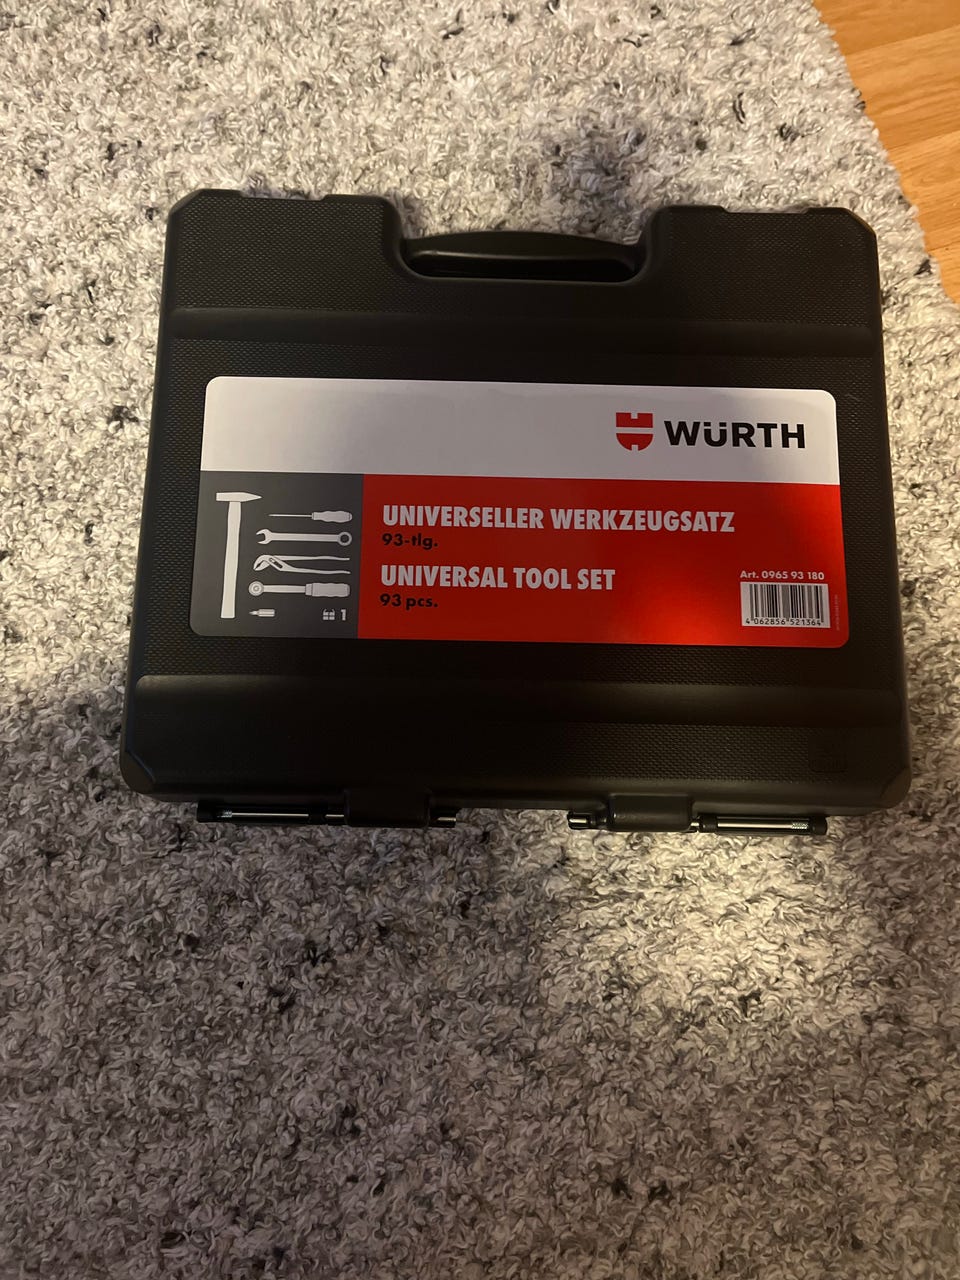 WÜRTH
UNIVERSELLER WERKZEUGSATZ
93-tlg.
UNIVERSAL TOOL SET
93 pcs.
Art. 0965 93 180
4 062856 521364
1